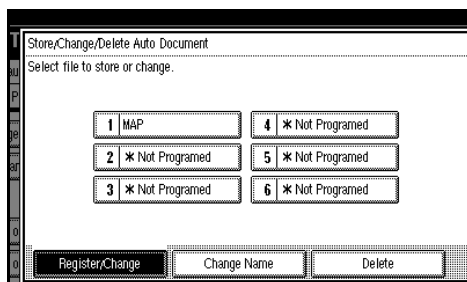 Store/Change/Delete Auto Document
Select file to store or change.
1 MAP
4 * Not Programed
2 * Not Programed
5 * Not Programed
3 * Not Programed
6 * Not Programed
Register/Change
Change Name
Delete